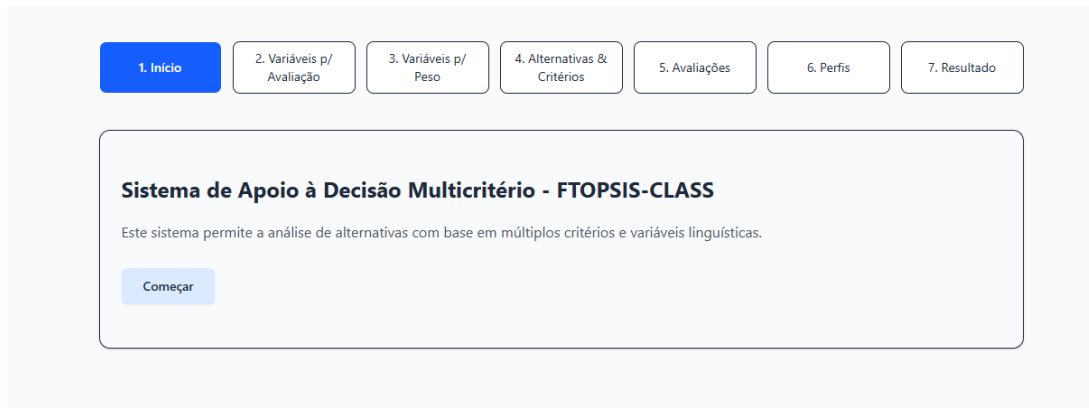 1. Início
2. Variáveis p/
Avaliação
3. Variáveis p/
Peso
4. Alternativas &
Critérios
5. Avaliações
6. Perfis
7. Resultado
Sistema de Apoio à Decisão Multicritério - FTOPSIS-CLASS
Este sistema permite a análise de alternativas com base em múltiplos critérios e variáveis linguísticas.
Começar